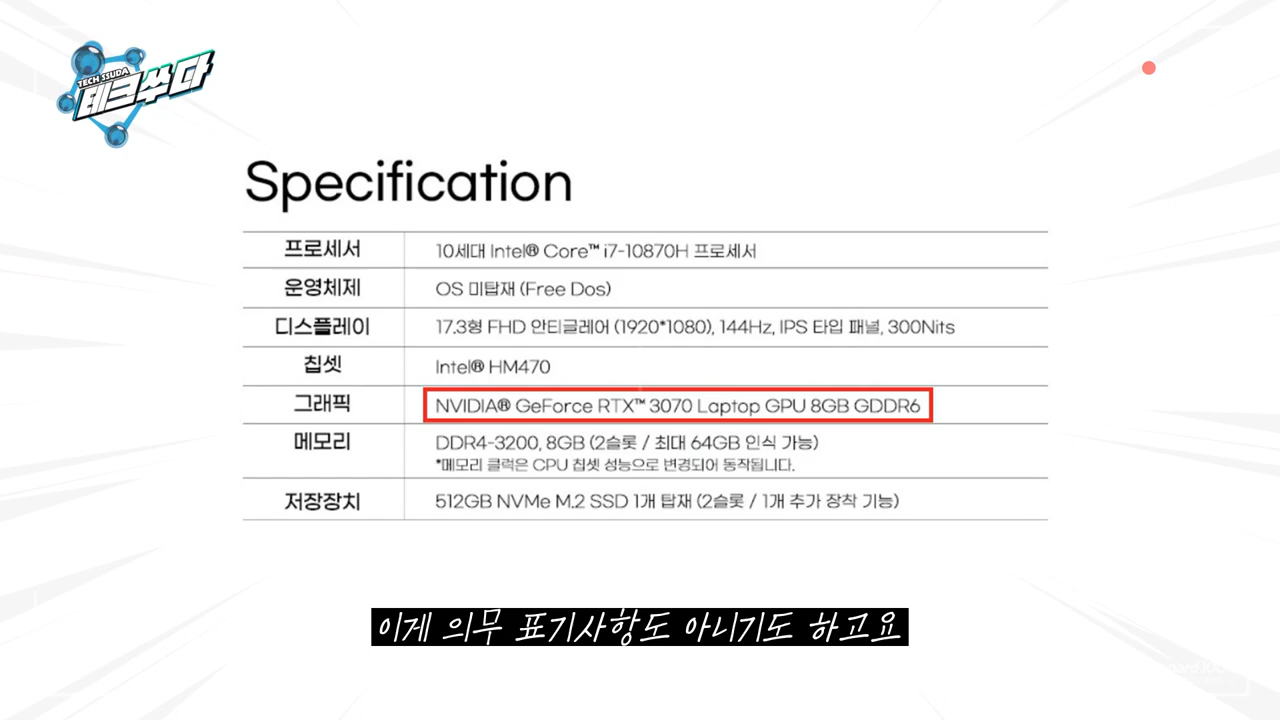 TECH SSUDA
테크쑤다
Specification
프로세서 10세대 Intel® Core™ i7-10870H 프로세서
운영체제 OS 미탑재 (Free Dos)
디스플레이 17.3형 FHD 안티글레어 (1920*1080), 144Hz, IPS 타입 패널, 300Nits
칩셋 Intel® HM470
그래픽 NVIDIA® GeForce RTX™ 3070 Laptop GPU 8GB GDDR6
메모리 DDR4-3200, 8GB (2슬롯 / 최대 64GB 인식 가능)
*메모리 클럭은 CPU 칩셋 성능으로 변경되어 동작됩니다.
저장장치 512GB NVMe M.2 SSD 1개 탑재 (2슬롯 / 1개 추가 장착 기능)
이게 의무 표기사항도 아니기도 하고요